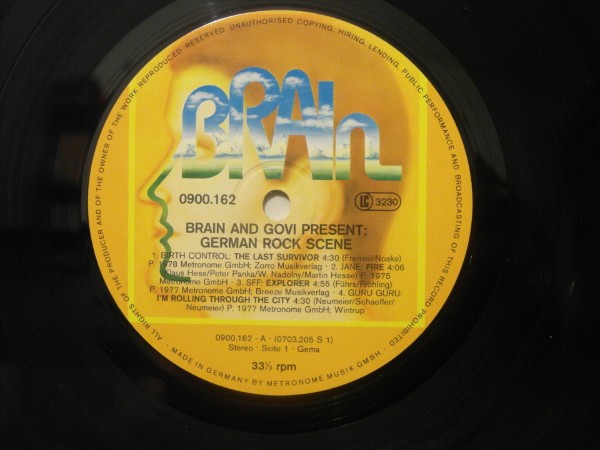 ALL RIGHTS OF THE PRODUCER AND OF THE OWNER OF THE WORK REPRODUCED RESERVED. UNAUTHORISED COPYING, HIRING, LENDING, PUBLIC PERFORMANCE AND BROADCASTING OF THIS RECORD PROHIBITED.
BRAIN
0900.162
LC 3230
BRAIN AND GOVI PRESENT:
GERMAN ROCK SCENE
1. BIRTH CONTROL: THE LAST SURVIVOR 4:30 (Frenzel/Noske)
P. 1978 Metronome GmbH; Zorro Musikverlag · 2. JANE: FIRE 4:06
(Klaus Hese/Peter Panka/W. Nadolny/Martin Hesse) P. 1975
Metronome GmbH · 3. SFF: EXPLORER 4:55 (Führs/Fröhling)
P. 1977 Metronome GmbH; Breeze Musikverlag · 4. GURU GURU:
I'M ROLLING THROUGH THE CITY 4:30 (Neumeier/Schaeffer/
Neumeier) P. 1977 Metronome GmbH; Wintrup
0900.162 - A · (0703.205 S 1)
Stereo · Seite 1 · Gema
33⅓ rpm
· MADE IN GERMANY BY METRONOME MUSIK GMBH ·